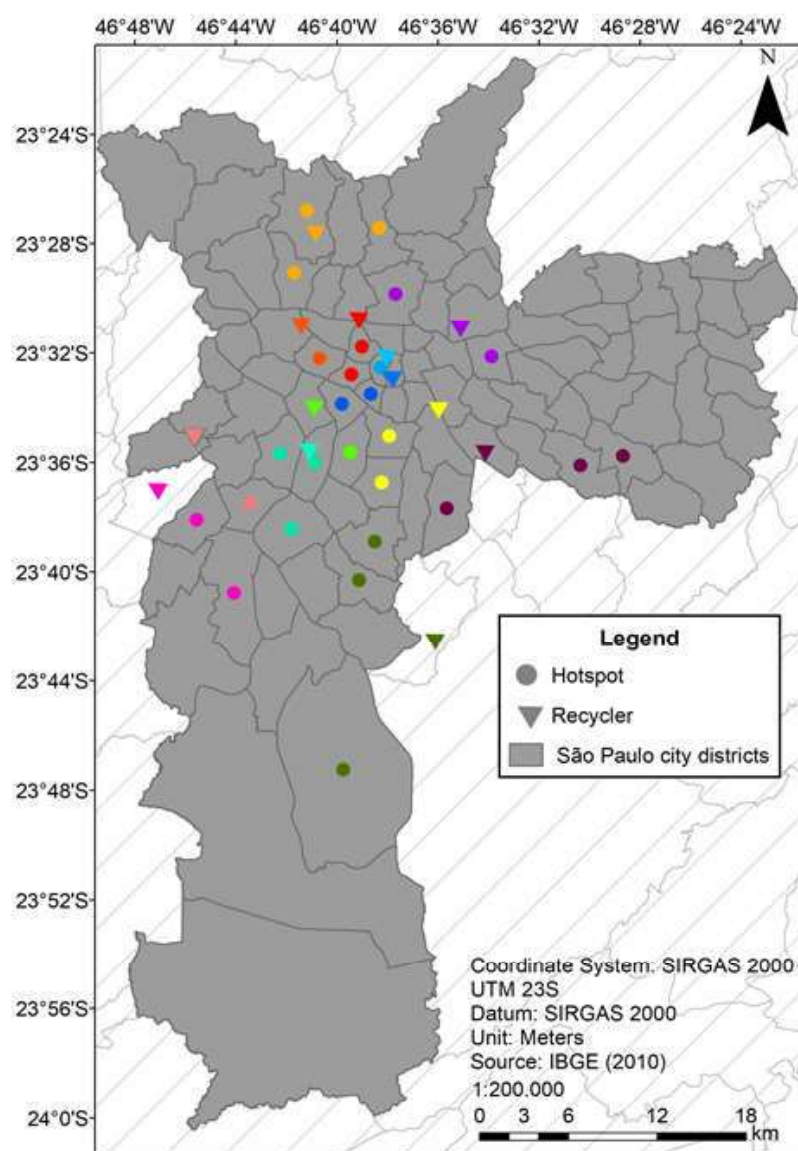 46°48'W 46°44'W 46°40'W 46°36'W 46°32'W 46°28'W 46°24'W
N
23°24'S
23°28'S
23°32'S
23°36'S
23°40'S
23°44'S
23°48'S
23°52'S
23°56'S
24°0'S
Legend
Hotspot
Recycler
São Paulo city districts
Coordinate System: SIRGAS 2000
UTM 23S
Datum: SIRGAS 2000
Unit: Meters
Source: IBGE (2010)
1:200.000
0 3 6 12 18
km